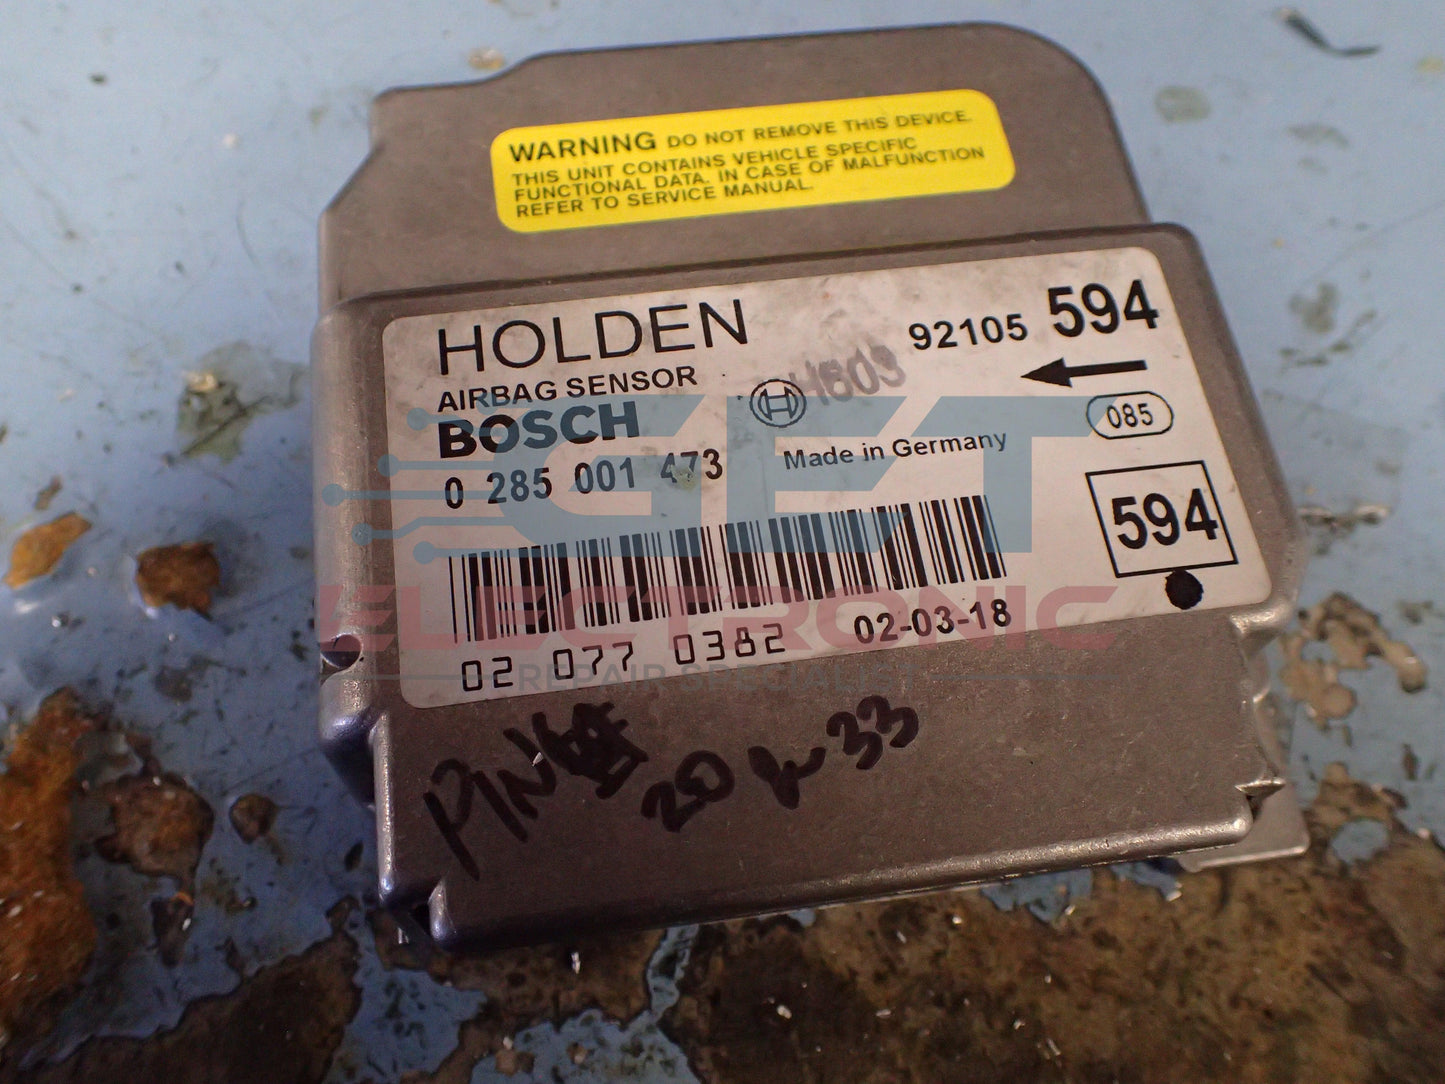 WARNING DO NOT REMOVE THIS DEVICE.
THIS UNIT CONTAINS VEHICLE SPECIFIC
FUNCTIONAL DATA. IN CASE OF MALFUNCTION
REFER TO SERVICE MANUAL.
HOLDEN
92105 594
AIRBAG SENSOR
H603
BOSCH
085
0 285 001 473
Made in Germany
594
02 077 0382
02-03-18
GET
ELECTRONIC
REPAIR SPECIALIST
20 33